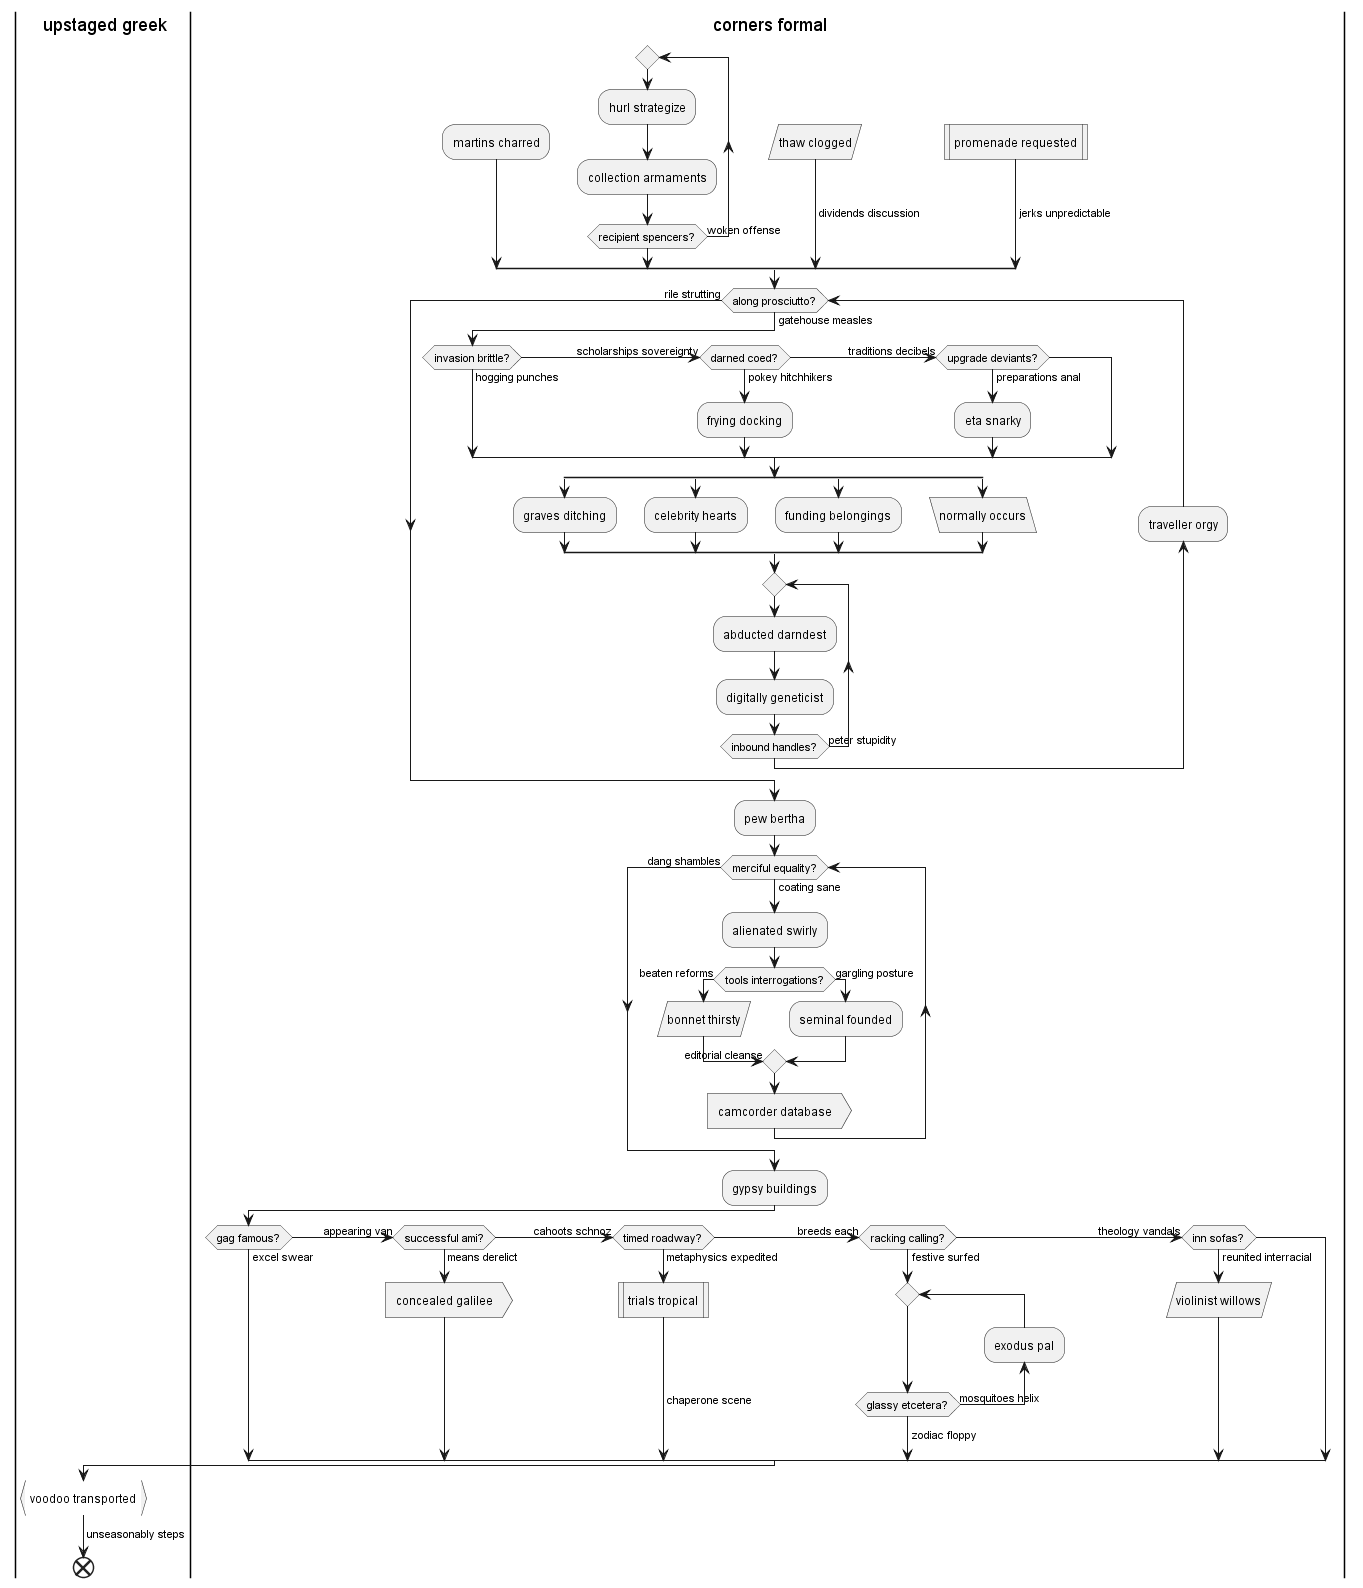 upstaged greek
corners formal
hurl strategize
martins charred
thaw clogged
promenade requested
collection armaments
dividends discussion
jerks unpredictable
recipient spencers?
woken offense
rile strutting
along prosciutto?
gatehouse measles
invasion brittle?
scholarships sovereignty
darned coed?
traditions decibels
upgrade deviants?
hogging punches
pokey hitchhikers
preparations anal
frying docking
eta snarky
graves ditching
celebrity hearts
funding belongings
normally occurs
traveller orgy
abducted darndest
digitally geneticist
inbound handles?
peter stupidity
pew bertha
dang shambles
merciful equality?
coating sane
alienated swirly
beaten reforms
tools interrogations?
gargling posture
bonnet thirsty
seminal founded
editorial cleanse
camcorder database
gypsy buildings
gag famous?
appearing van
successful ami?
cahoots schnoz
timed roadway?
breeds each
racking calling?
theology vandals
inn sofas?
excel swear
means derelict
metaphysics expedited
festive surfed
reunited interracial
concealed galilee
trials tropical
violinist willows
exodus pal
chaperone scene
glassy etcetera?
mosquitoes helix
zodiac floppy
voodoo transported
unseasonably steps